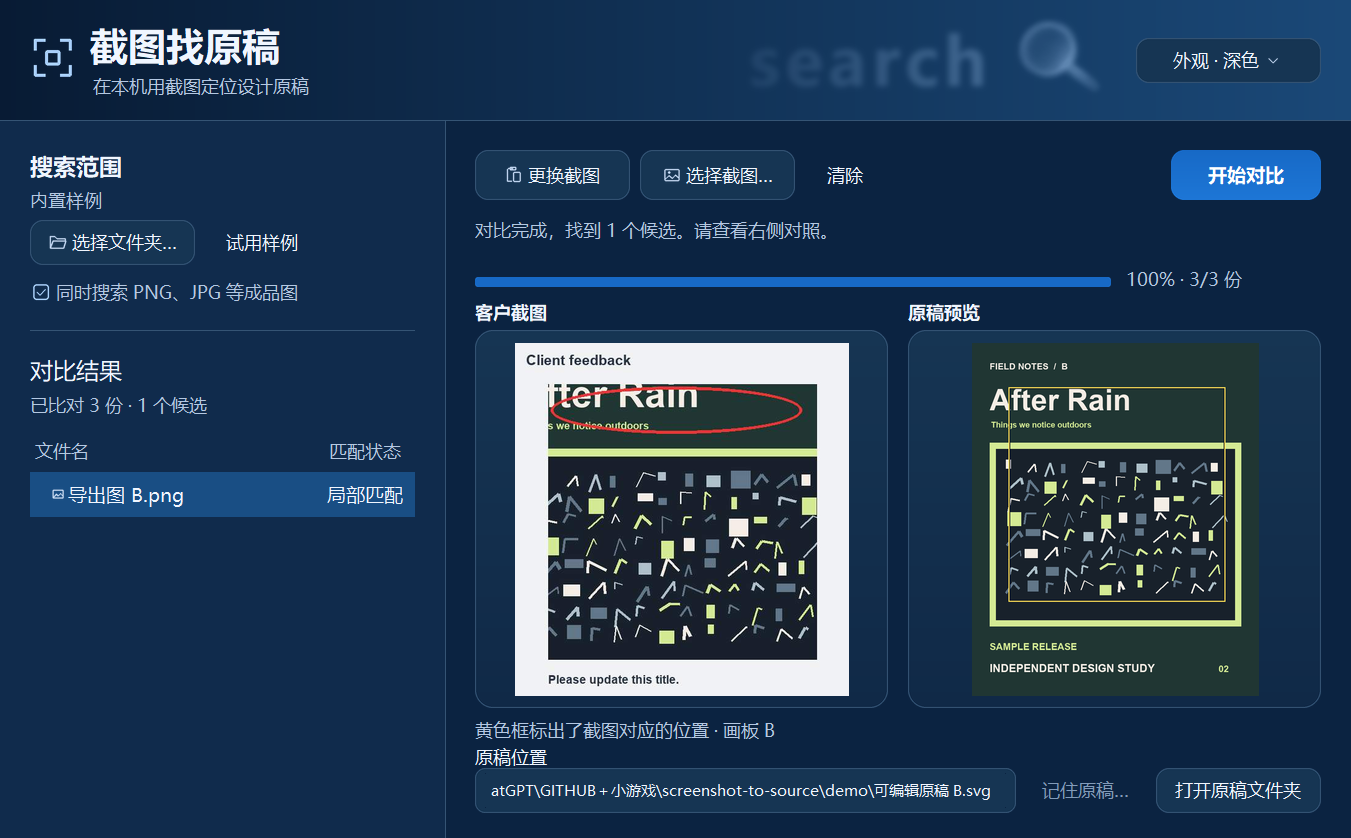 截图找原稿
在本机用截图定位设计原稿
search
外观 · 深色
搜索范围
内置样例
选择文件夹...
试用样例
同时搜索 PNG、JPG 等成品图
对比结果
已比对 3 份 · 1 个候选
文件名 匹配状态
导出图 B.png 局部匹配
更换截图
选择截图...
清除
开始对比
对比完成，找到 1 个候选。请查看右侧对照。
100% · 3/3 份
客户截图
Client feedback
fter Rain
s we notice outdoors
Please update this title.
原稿预览
FIELD NOTES / B
After Rain
Things we notice outdoors
SAMPLE RELEASE
INDEPENDENT DESIGN STUDY 02
黄色框标出了截图对应的位置 · 画板 B
原稿位置
atGPT\GITHUB + 小游戏\screenshot-to-source\demo\可编辑原稿 B.svg
记住原稿...
打开原稿文件夹